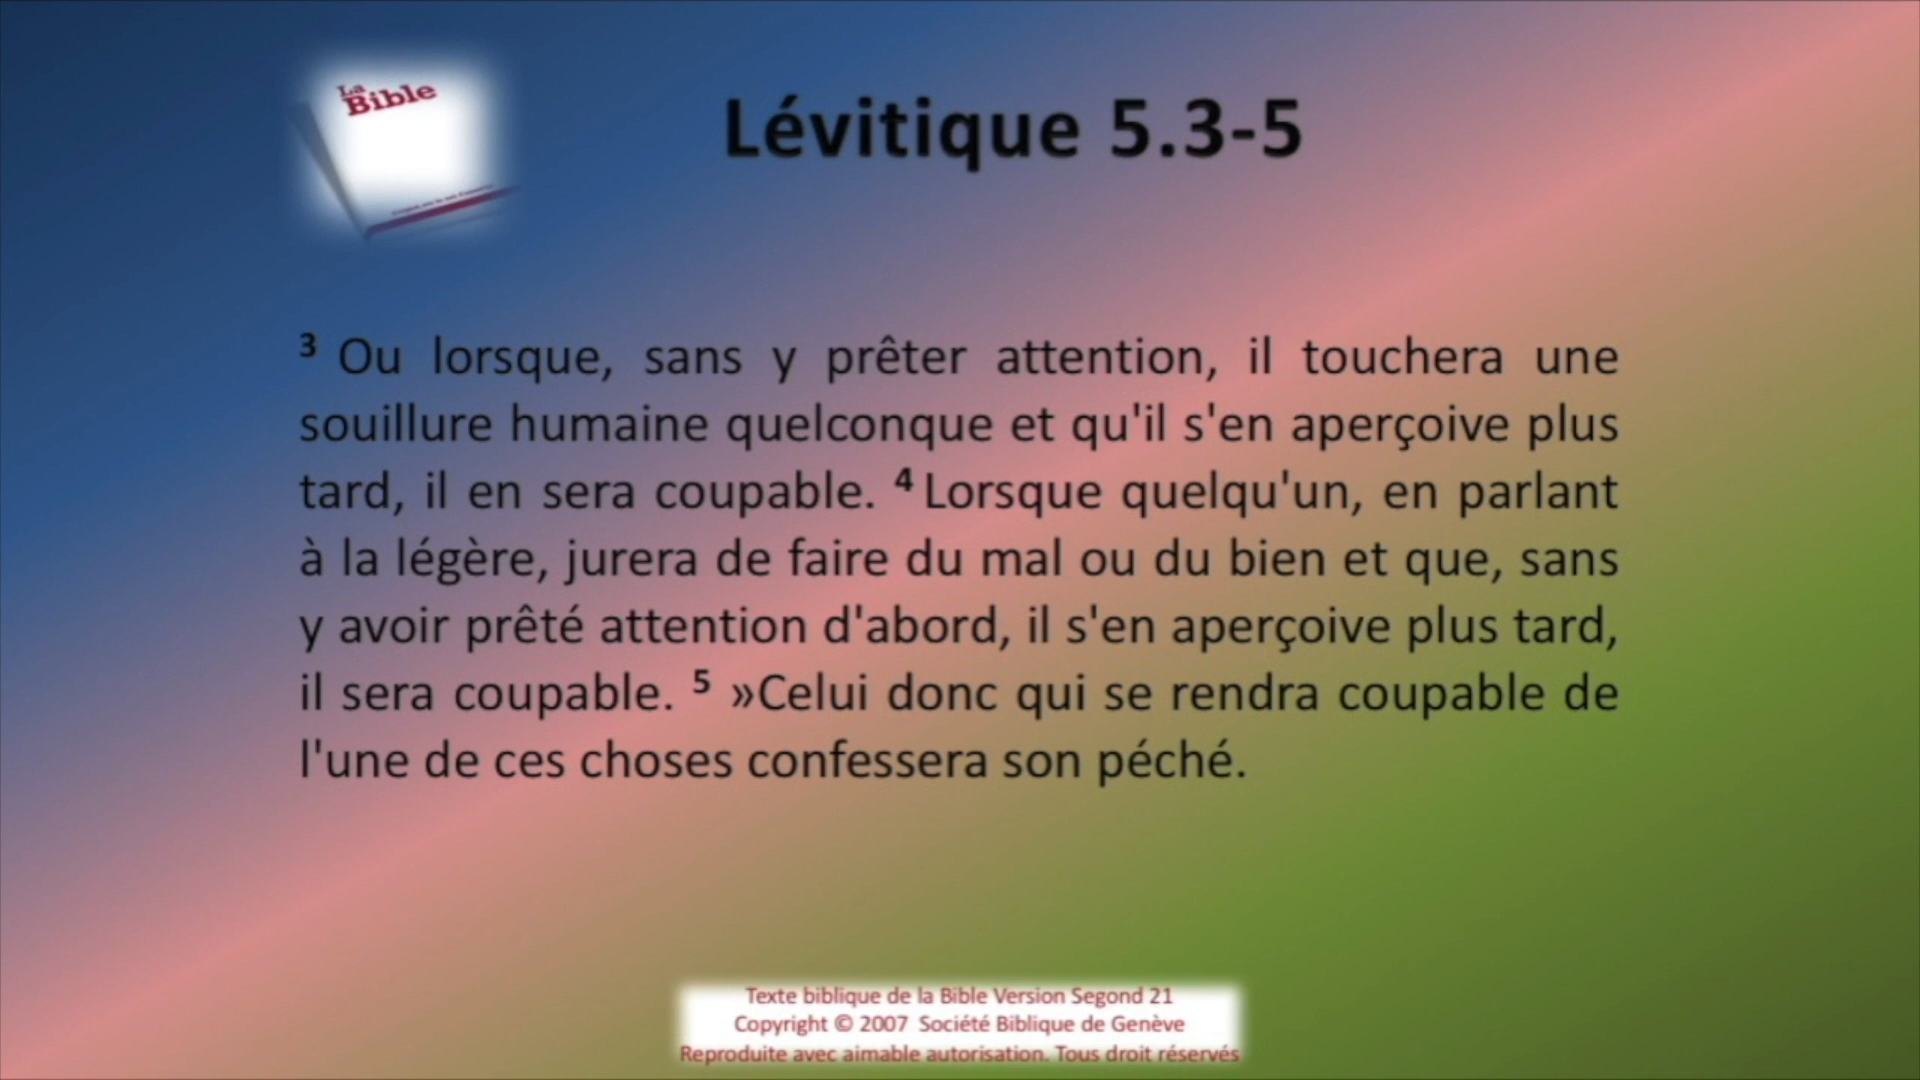 La
Bible
Lévitique 5.3-5
³ Ou lorsque, sans y prêter attention, il touchera une
souillure humaine quelconque et qu'il s'en aperçoive plus
tard, il en sera coupable. ⁴ Lorsque quelqu'un, en parlant
à la légère, jurera de faire du mal ou du bien et que, sans
y avoir prêté attention d'abord, il s'en aperçoive plus tard,
il sera coupable. ⁵ »Celui donc qui se rendra coupable de
l'une de ces choses confessera son péché.
Texte biblique de la Bible Version Segond 21
Copyright © 2007 Société Biblique de Genève
Reproduite avec aimable autorisation. Tous droit réservés